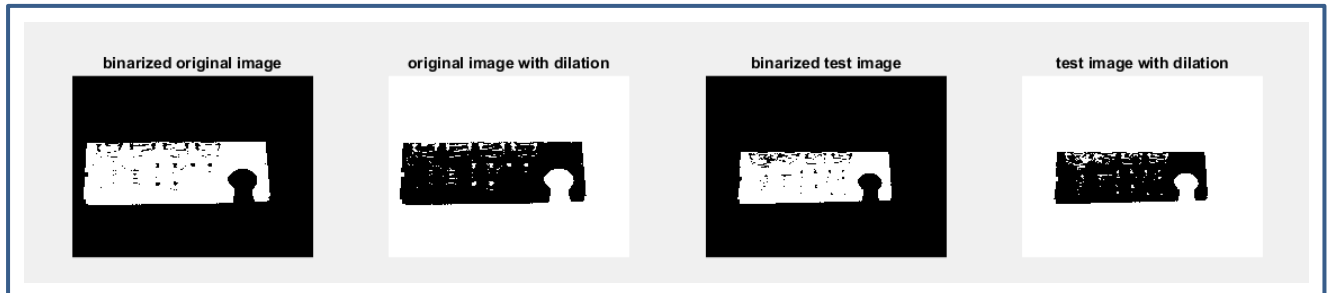 binarized original image
original image with dilation
binarized test image
test image with dilation